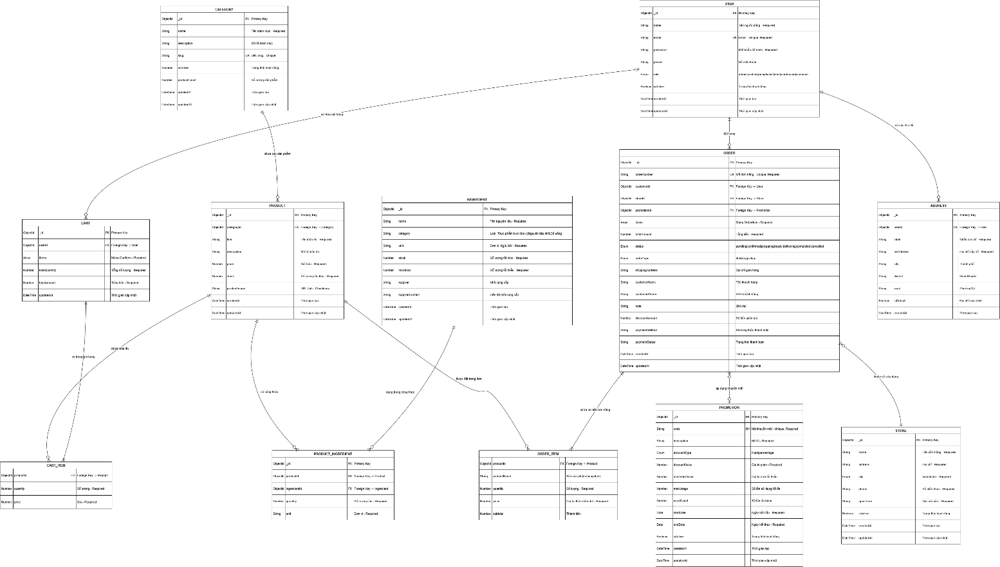 CATEGORY
ObjectId _id PK Primary Key
String name Tên danh mục - Required
String description Mô tả danh mục
String slug UK URL slug - Unique
Boolean isActive Trạng thái hoạt động
Number productCount Số lượng sản phẩm
DateTime createdAt Thời gian tạo
DateTime updatedAt Thời gian cập nhật
USER
ObjectId _id PK Primary Key
String name Tên người dùng - Required
String email UK Email - Unique, Required
String password Mật khẩu đã hash - Required
String phone Số điện thoại
Enum role
Boolean isActive Trạng thái hoạt động
DateTime createdAt Thời gian tạo
DateTime updatedAt Thời gian cập nhật
sở hữu giỏ hàng
chứa các sản phẩm
đặt hàng
có các địa chỉ
ORDER
ObjectId _id PK Primary Key
String orderNumber UK Mã đơn hàng - Unique, Required
ObjectId customerId FK Foreign Key -> User
ObjectId storeId FK Foreign Key -> Store
ObjectId promotionId FK Foreign Key -> Promotion
Array items Mảng OrderItem - Required
Number totalAmount Tổng tiền - Required
Enum status pending|confirmed|preparing|ready|delivering|completed|cancelled
Enum orderType delivery|pickup
String shippingAddress Địa chỉ giao hàng
String customerName Tên khách hàng
String customerPhone SĐT khách hàng
String note Ghi chú
Number discountAmount Số tiền giảm giá
String paymentMethod Phương thức thanh toán
String paymentStatus Trạng thái thanh toán
DateTime createdAt Thời gian tạo
DateTime updatedAt Thời gian cập nhật
INGREDIENT
ObjectId _id PK Primary Key
String name Tên nguyên liệu - Required
String category Loại: Thực phẩm tươi|Gia vị|Nguyên liệu khô|Đồ uống
String unit Đơn vị: Kg|L|Gói - Required
Number stock Số lượng tồn kho - Required
Number minStock Số lượng tối thiểu - Required
String supplier Nhà cung cấp
String supplierContact Liên hệ nhà cung cấp
DateTime createdAt Thời gian tạo
DateTime updatedAt Thời gian cập nhật
PRODUCT
ObjectId _id PK Primary Key
ObjectId categoryId FK Foreign Key -> Category
String title Tên món ăn - Required
String description Mô tả món ăn
Number price Giá bán - Required
Number stock Số lượng tồn kho - Required
String productImage URL ảnh - Cloudinary
DateTime createdAt Thời gian tạo
DateTime updatedAt Thời gian cập nhật
ADDRESS
ObjectId _id PK Primary Key
ObjectId userId FK Foreign Key -> User
String label Nhãn địa chỉ - Required
String fullAddress Địa chỉ đầy đủ - Required
String city Thành phố
String district Quận/Huyện
String ward Phường/Xã
Boolean isDefault Địa chỉ mặc định
DateTime createdAt Thời gian tạo
CART
ObjectId _id PK Primary Key
ObjectId userId FK Foreign Key -> User
Array items Mảng CartItem - Required
Number totalQuantity Tổng số lượng - Required
Number totalAmount Tổng tiền - Required
DateTime updatedAt Thời gian cập nhật
chứa món ăn
có trong giỏ hàng
có công thức
dùng trong công thức
được đặt trong đơn
chứa chi tiết đơn hàng
áp dụng khuyến mãi
thuộc về cửa hàng
PROMOTION
ObjectId _id PK Primary Key
String code UK Mã khuyến mãi - Unique, Required
String description Mô tả - Required
Enum discountType fixed|percentage
Number discountValue Giá trị giảm - Required
Number minOrderValue Giá trị đơn tối thiểu
Number maxUsage Số lần sử dụng tối đa
Number usedCount Số lần đã dùng
Date startDate Ngày bắt đầu - Required
Date endDate Ngày kết thúc - Required
Boolean isActive Trạng thái hoạt động
DateTime createdAt Thời gian tạo
DateTime updatedAt Thời gian cập nhật
STORE
ObjectId _id PK Primary Key
String name Tên cửa hàng - Required
String address Địa chỉ - Required
Enum city
String phone Số điện thoại - Required
String openTime Giờ mở cửa - Required
Boolean isActive Trạng thái hoạt động
DateTime createdAt Thời gian tạo
DateTime updatedAt Thời gian cập nhật
PRODUCT_INGREDIENT
ObjectId _id PK Primary Key
ObjectId productId FK Foreign Key -> Product
ObjectId ingredientId FK Foreign Key -> Ingredient
Number quantity Số lượng cần - Required
String unit Đơn vị - Required
ORDER_ITEM
ObjectId productId FK Foreign Key -> Product
String productName Tên sản phẩm (snapshot)
Number quantity Số lượng - Required
Number price Giá tại thời điểm đặt - Required
Number subtotal Thành tiền
CART_ITEM
ObjectId productId FK Foreign Key -> Product
Number quantity Số lượng - Required
Number price Giá - Required